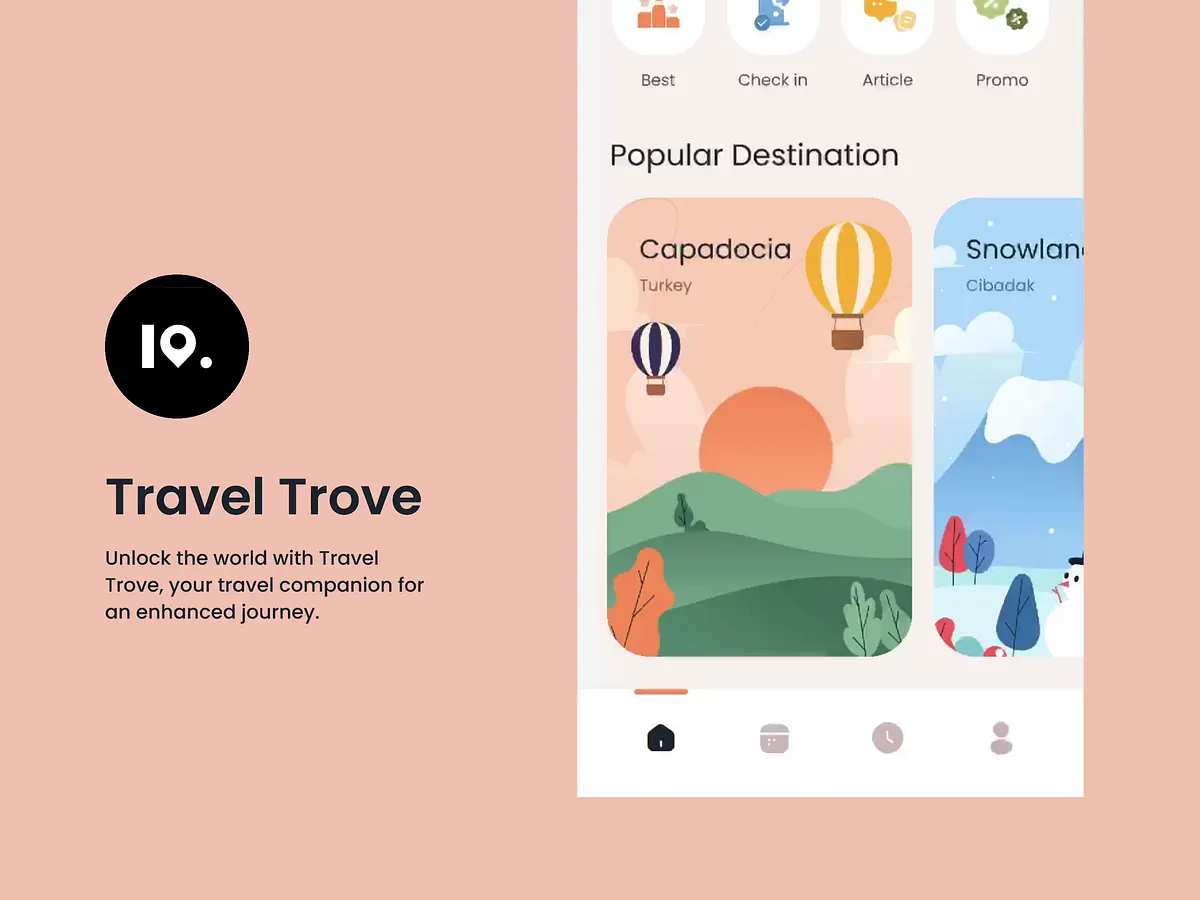 Travel Trove
Unlock the world with Travel
Trove, your travel companion for
an enhanced journey.
Best
Check in
Article
Promo
Popular Destination
Capadocia
Turkey
Cibadak